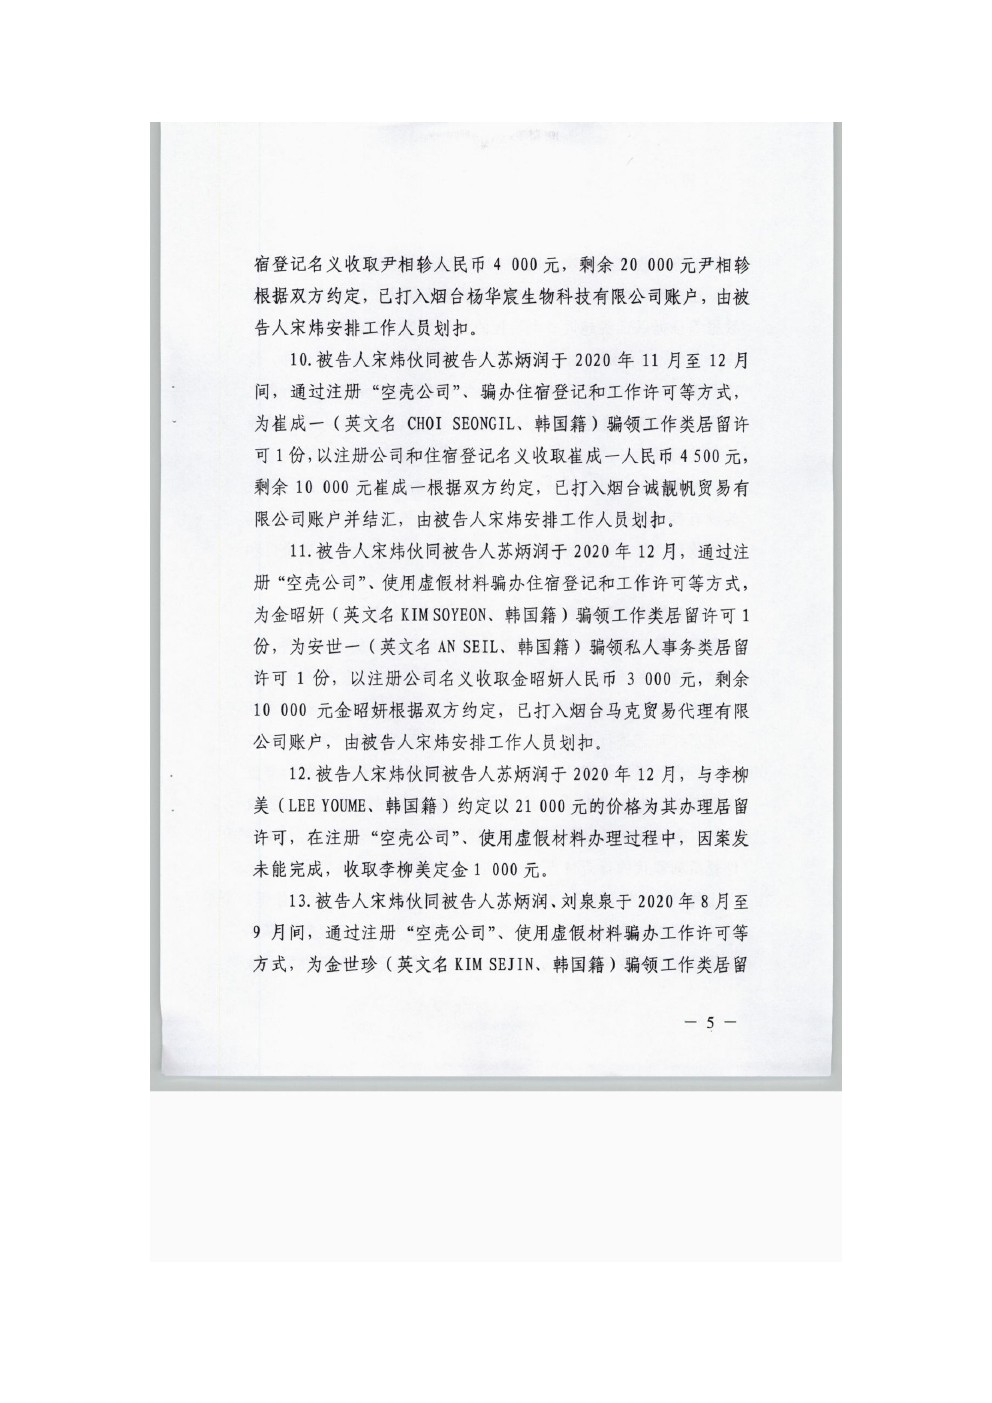 宿登记名义收取尹相轸人民币 4 000 元，剩余 20 000 元尹相轸
根据双方约定，已打入烟台杨华宸生物科技有限公司账户，由被
告人宋炜安排工作人员划扣。
10.被告人宋炜伙同被告人苏炳润于 2020 年 11 月至 12 月
间，通过注册“空壳公司”、骗办住宿登记和工作许可等方式，
为崔成一（英文名 CHOI SEONGIL、韩国籍）骗领工作类居留许
可 1 份，以注册公司和住宿登记名义收取崔成一人民币 4 500 元，
剩余 10 000 元崔成一根据双方约定，已打入烟台诚靓帆贸易有
限公司账户并结汇，由被告人宋炜安排工作人员划扣。
11.被告人宋炜伙同被告人苏炳润于 2020 年 12 月，通过注
册“空壳公司”、使用虚假材料骗办住宿登记和工作许可等方式，
为金昭妍（英文名 KIM SOYEON、韩国籍）骗领工作类居留许可 1
份，为安世一（英文名 AN SEIL、韩国籍）骗领私人事务类居留
许可 1 份，以注册公司名义收取金昭妍人民币 3 000 元，剩余
10 000 元金昭妍根据双方约定，已打入烟台马克贸易代理有限
公司账户，由被告人宋炜安排工作人员划扣。
12.被告人宋炜伙同被告人苏炳润于 2020 年 12 月，与李柳
美（LEE YOUME、韩国籍）约定以 21 000 元的价格为其办理居留
许可，在注册“空壳公司”、使用虚假材料办理过程中，因案发
未能完成，收取李柳美定金 1 000 元。
13.被告人宋炜伙同被告人苏炳润、刘泉泉于 2020 年 8 月至
9 月间，通过注册“空壳公司”、使用虚假材料骗办工作许可等
方式，为金世珍（英文名 KIM SEJIN、韩国籍）骗领工作类居留
— 5 —